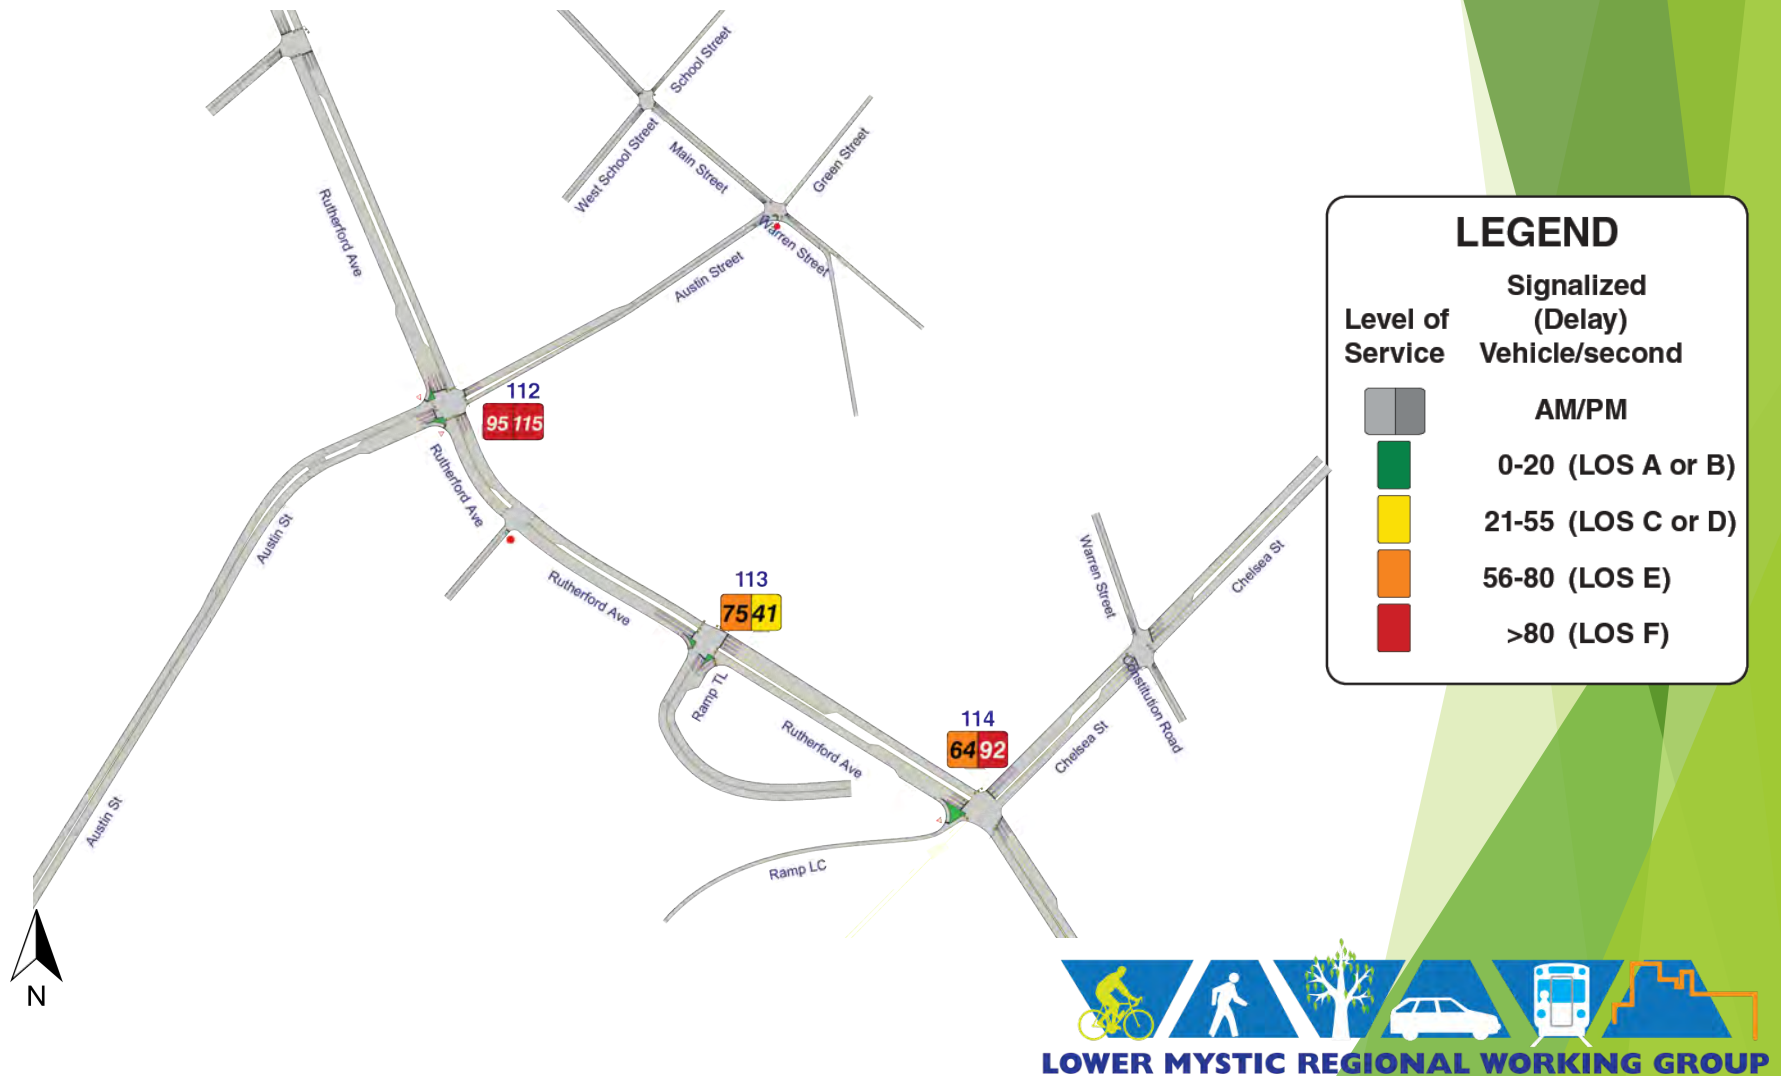 School Street
West School Street
Main Street
Green Street
Warren Street
Austin Street
Rutherford Ave
112
95 115
Rutherford Ave
Austin St
Rutherford Ave
113
75 41
Ramp TL
Rutherford Ave
114
64 92
Warren Street
Chelsea St
Constitution Road
Chelsea St
Austin St
Ramp LC
N
LEGEND
Level of
Service
Signalized
(Delay)
Vehicle/second
AM/PM
0-20 (LOS A or B)
21-55 (LOS C or D)
56-80 (LOS E)
>80 (LOS F)
LOWER MYSTIC REGIONAL WORKING GROUP